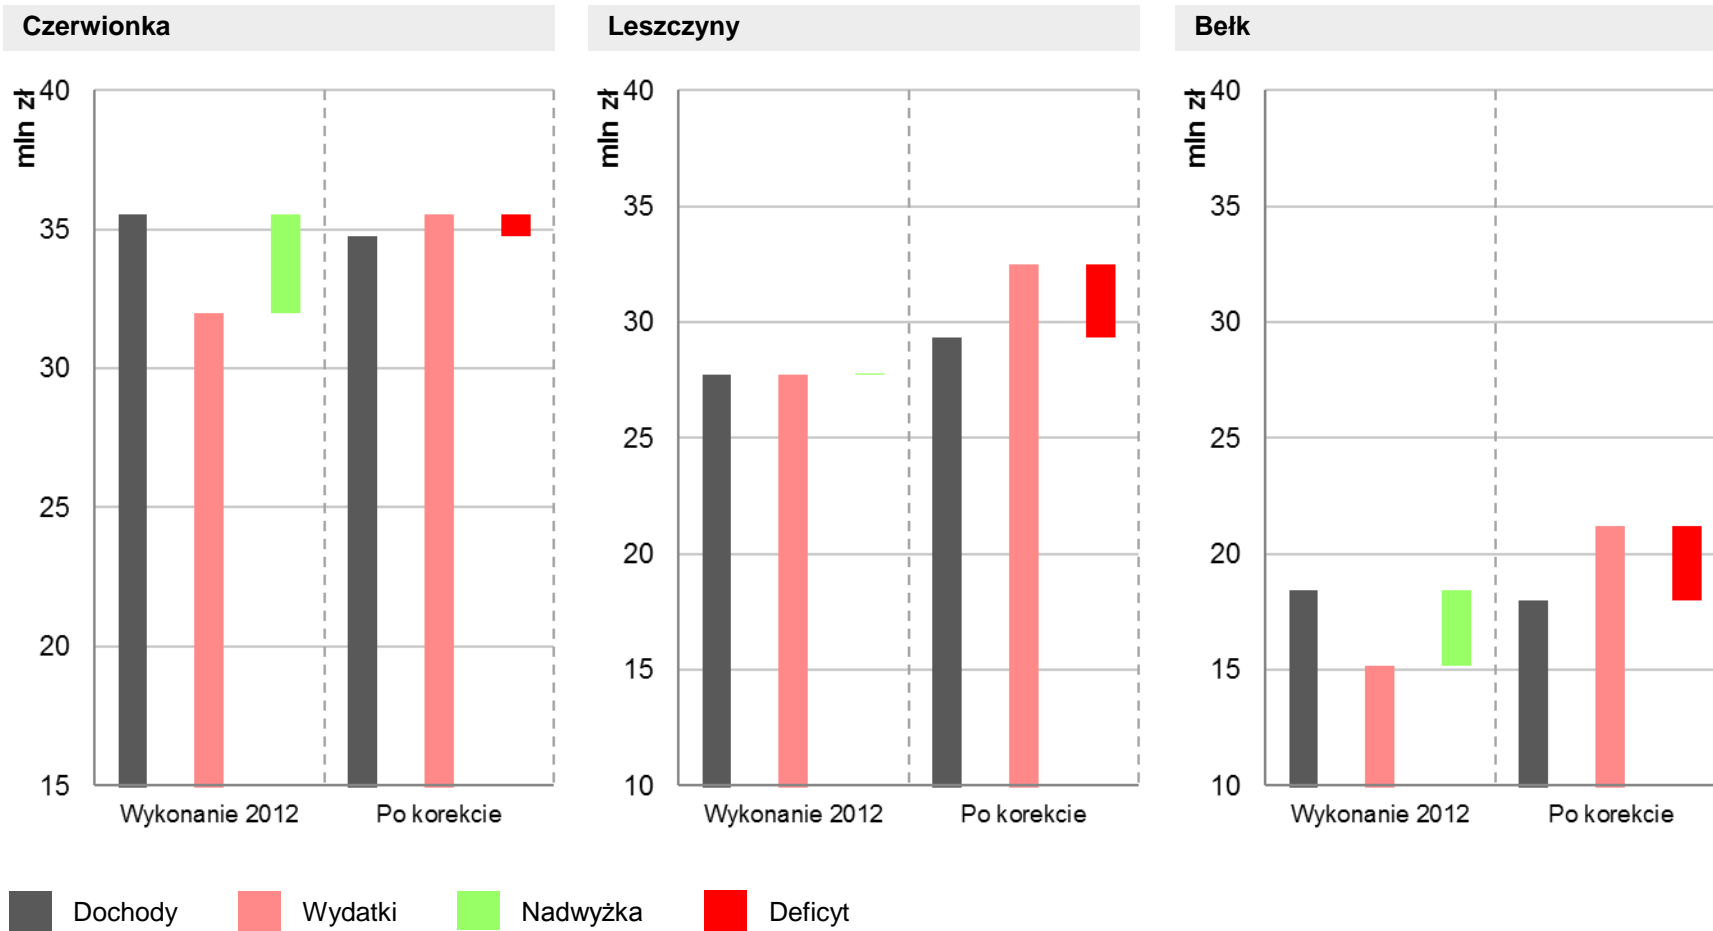 Czerwionka
mln zł
40
35
30
25
20
15
Wykonanie 2012 Po korekcie
Leszczyny
mln zł
40
35
30
25
20
15
10
Wykonanie 2012 Po korekcie
Bełk
mln zł
40
35
30
25
20
15
10
Wykonanie 2012 Po korekcie
Dochody Wydatki Nadwyżka Deficyt